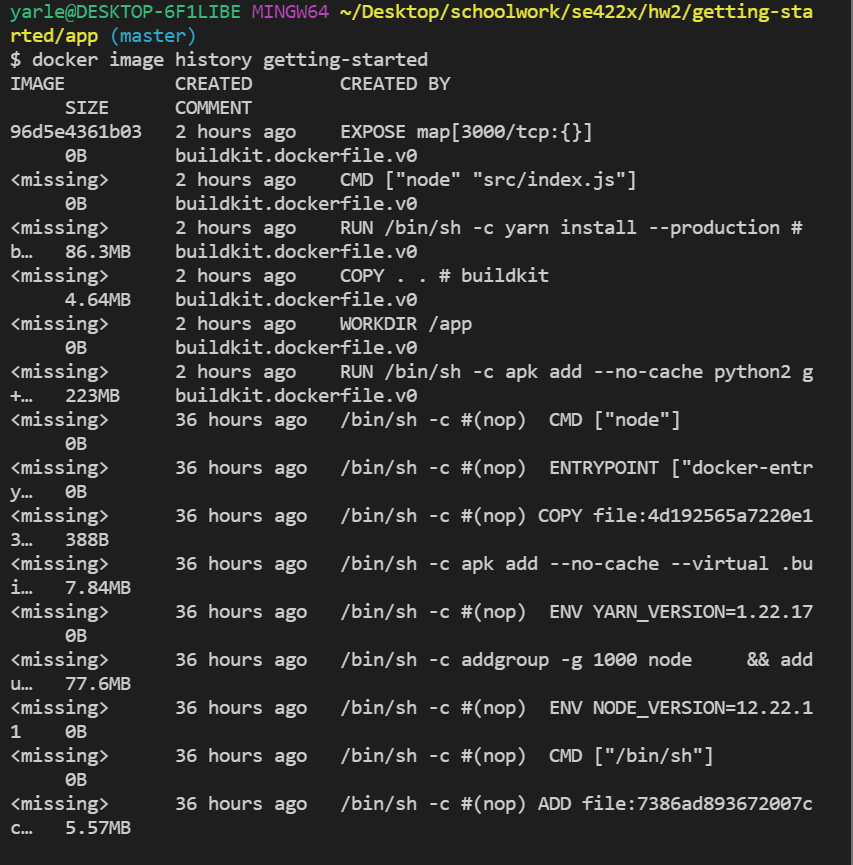 yarle@DESKTOP-6F1LIBE MINGW64 ~/Desktop/schoolwork/se422x/hw2/getting-sta
rted/app (master)
$ docker image history getting-started
IMAGE          CREATED        CREATED BY
     SIZE      COMMENT
96d5e4361b03   2 hours ago    EXPOSE map[3000/tcp:{}]
     0B        buildkit.dockerfile.v0
<missing>      2 hours ago    CMD ["node" "src/index.js"]
     0B        buildkit.dockerfile.v0
<missing>      2 hours ago    RUN /bin/sh -c yarn install --production #
b…   86.3MB    buildkit.dockerfile.v0
<missing>      2 hours ago    COPY . . # buildkit
     4.64MB    buildkit.dockerfile.v0
<missing>      2 hours ago    WORKDIR /app
     0B        buildkit.dockerfile.v0
<missing>      2 hours ago    RUN /bin/sh -c apk add --no-cache python2 g
+…   223MB     buildkit.dockerfile.v0
<missing>      36 hours ago   /bin/sh -c #(nop)  CMD ["node"]
     0B
<missing>      36 hours ago   /bin/sh -c #(nop)  ENTRYPOINT ["docker-entr
y…   0B
<missing>      36 hours ago   /bin/sh -c #(nop) COPY file:4d192565a7220e1
3…   388B
<missing>      36 hours ago   /bin/sh -c apk add --no-cache --virtual .bu
i…   7.84MB
<missing>      36 hours ago   /bin/sh -c #(nop)  ENV YARN_VERSION=1.22.17
     0B
<missing>      36 hours ago   /bin/sh -c addgroup -g 1000 node     && add
u…   77.6MB
<missing>      36 hours ago   /bin/sh -c #(nop)  ENV NODE_VERSION=12.22.1
1    0B
<missing>      36 hours ago   /bin/sh -c #(nop)  CMD ["/bin/sh"]
     0B
<missing>      36 hours ago   /bin/sh -c #(nop) ADD file:7386ad893672007c
c…   5.57MB